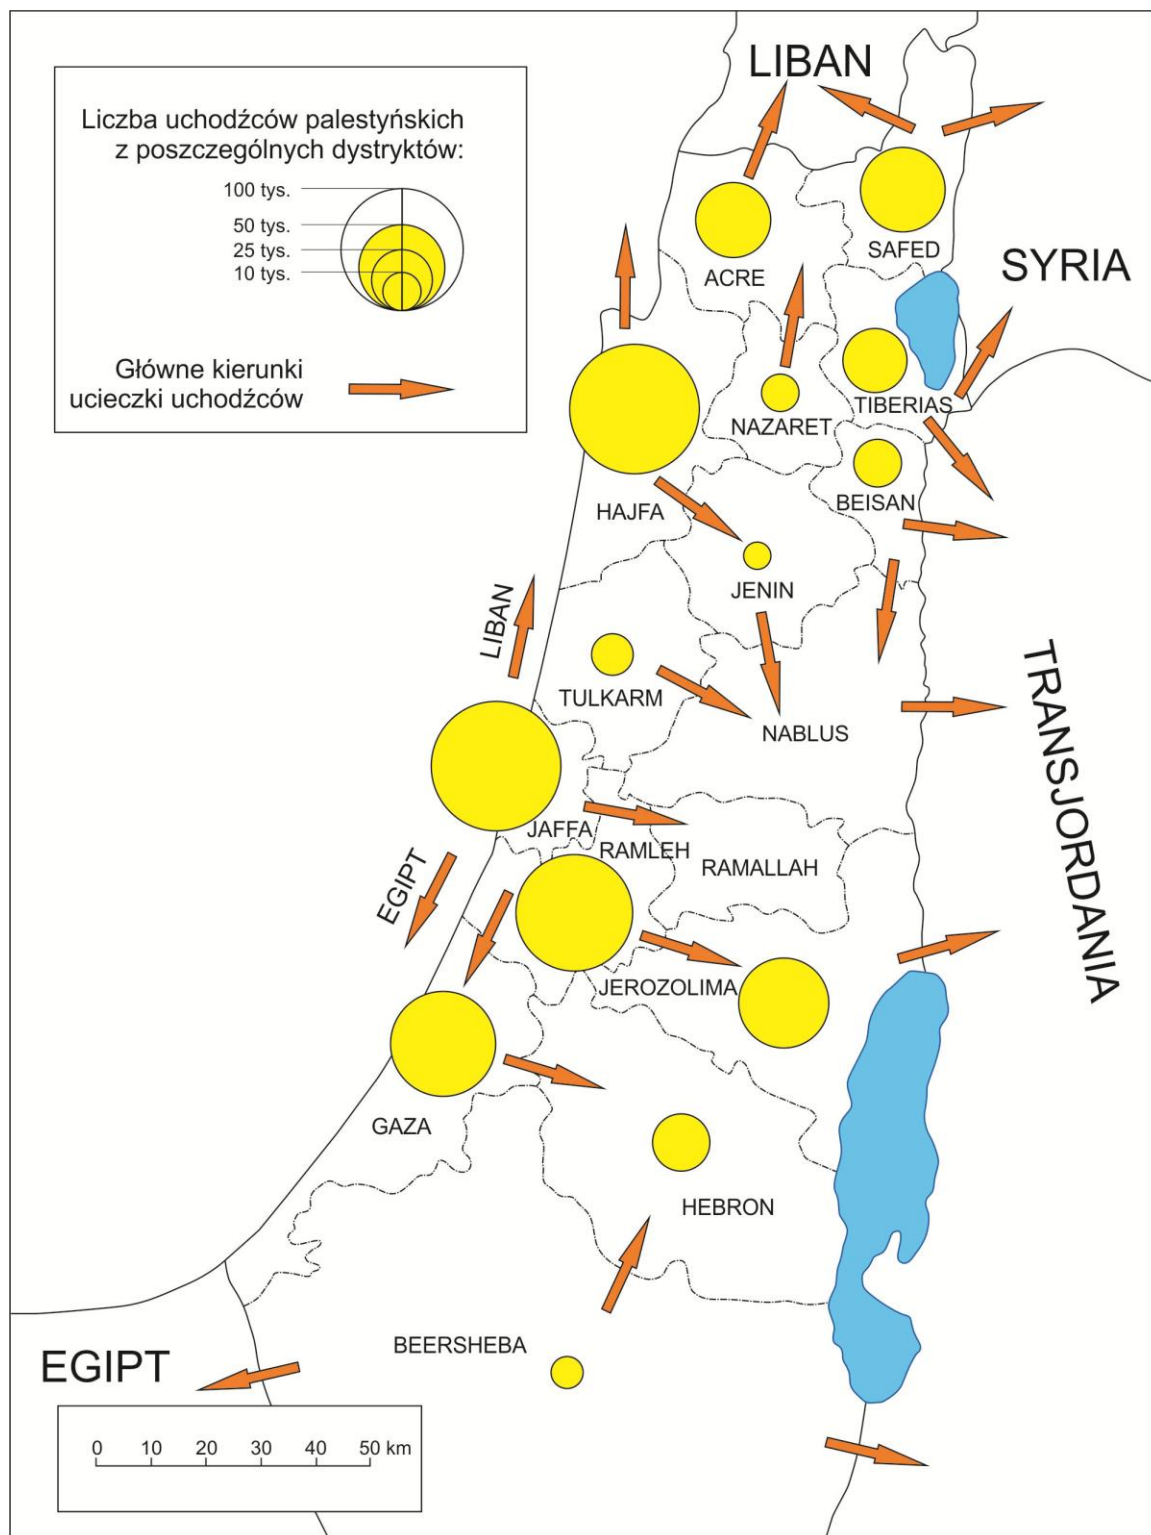 Liczba uchodźców palestyńskich
z poszczególnych dystryktów:
100 tys.
50 tys.
25 tys.
10 tys.
Główne kierunki
ucieczki uchodźców
LIBAN
SAFED
ACRE
SYRIA
TIBERIAS
NAZARET
BEISAN
HAJFA
JENIN
LIBAN
TULKARM
NABLUS
TRANSJORDANIA
JAFFA
RAMLEH
RAMALLAH
EGIPT
JEROZOLIMA
GAZA
HEBRON
BEERSHEBA
EGIPT
0 10 20 30 40 50 km